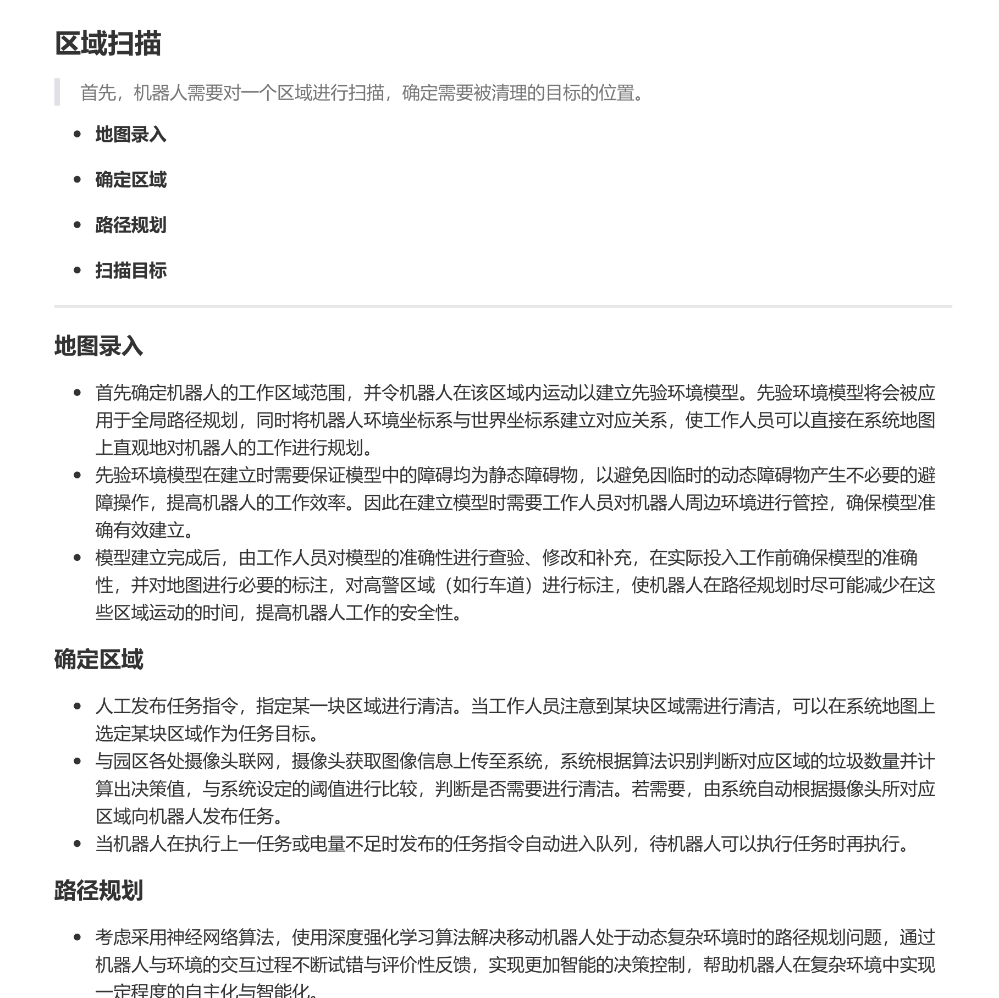 区域扫描
首先，机器人需要对一个区域进行扫描，确定需要被清理的目标的位置。
地图录入
确定区域
路径规划
扫描目标
地图录入
首先确定机器人的工作区域范围，并令机器人在该区域内运动以建立先验环境模型。先验环境模型将会被应
用于全局路径规划，同时将机器人环境坐标系与世界坐标系建立对应关系，使工作人员可以直接在系统地图
上直观地对机器人的工作进行规划。
先验环境模型在建立时需要保证模型中的障碍均为静态障碍物，以避免因临时的动态障碍物产生不必要的避
障操作，提高机器人的工作效率。因此在建立模型时需要工作人员对机器人周边环境进行管控，确保模型准
确有效建立。
模型建立完成后，由工作人员对模型的准确性进行查验、修改和补充，在实际投入工作前确保模型的准确
性，并对地图进行必要的标注，对高警区域（如行车道）进行标注，使机器人在路径规划时尽可能减少在这
些区域运动的时间，提高机器人工作的安全性。
确定区域
人工发布任务指令，指定某一块区域进行清洁。当工作人员注意到某块区域需进行清洁，可以在系统地图上
选定某块区域作为任务目标。
与园区各处摄像头联网，摄像头获取图像信息上传至系统，系统根据算法识别判断对应区域的垃圾数量并计
算出决策值，与系统设定的阈值进行比较，判断是否需要进行清洁。若需要，由系统自动根据摄像头所对应
区域向机器人发布任务。
当机器人在执行上一任务或电量不足时发布的任务指令自动进入队列，待机器人可以执行任务时再执行。
路径规划
考虑采用神经网络算法，使用深度强化学习算法解决移动机器人处于动态复杂环境时的路径规划问题，通过
机器人与环境的交互过程不断试错与评价性反馈，实现更加智能的决策控制，帮助机器人在复杂环境中实现
一定程度的自主化与智能化。